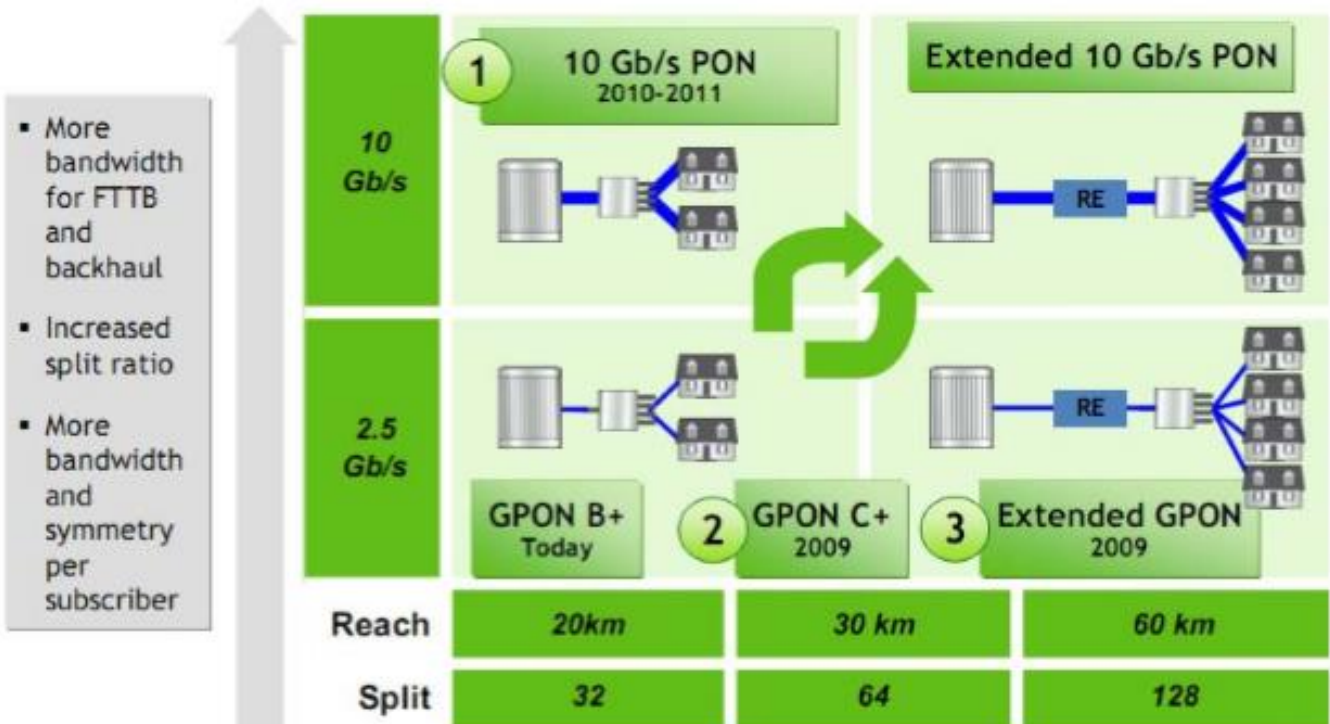 ▪ More
bandwidth
for FTTB
and
backhaul
▪ Increased
split ratio
▪ More
bandwidth
and
symmetry
per
subscriber
10
Gb/s
1
10 Gb/s PON
2010-2011
Extended 10 Gb/s PON
RE
2.5
Gb/s
RE
GPON B+
Today
2
GPON C+
2009
3
Extended GPON
2009
Reach 20km 30 km 60 km
Split 32 64 128